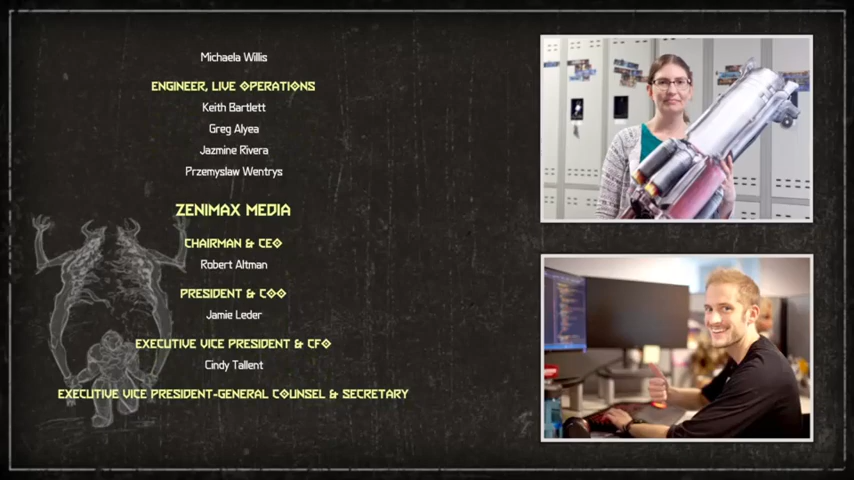 Michaela Willis
ENGINEER, LIVE OPERATIONS
Keith Bartlett
Greg Alyea
Jazmine Rivera
Przemyslaw Wentrys
ZENIMAX MEDIA
CHAIRMAN & CEO
Robert Altman
PRESIDENT & COO
Jamie Leder
EXECUTIVE VICE PRESIDENT & CFO
Cindy Tallent
EXECUTIVE VICE PRESIDENT-GENERAL COUNSEL & SECRETARY